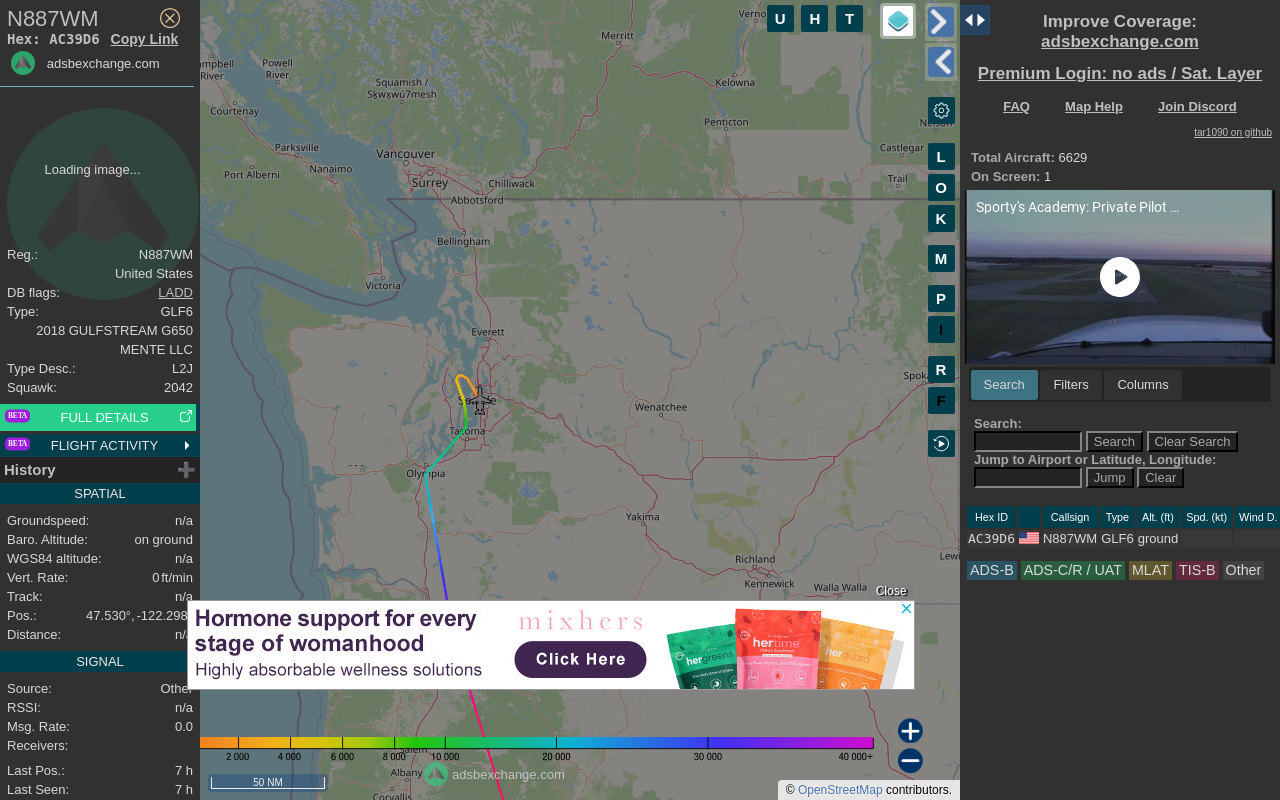 N887WM
Hex: AC39D6 Copy Link
adsbexchange.com
Loading image...
Reg.: N887WM
United States
DB flags: LADD
Type: GLF6
2018 GULFSTREAM G650
MENTE LLC
Type Desc.: L2J
Squawk: 2042
BETA FULL DETAILS
BETA FLIGHT ACTIVITY
History
SPATIAL
Groundspeed: n/a
Baro. Altitude: on ground
WGS84 altitude: n/a
Vert. Rate: 0 ft/min
Track: n/a
Pos.: 47.530°, -122.298
Distance: n/a
SIGNAL
Source: Other
RSSI: n/a
Msg. Rate: 0.0
Receivers:
Last Pos.: 7 h
Last Seen: 7 h
U H T
L
O
K
M
P
I
R
F
Merritt
Powell
River
mpbell
River
Squamish /
Sḵwx̱wú7mesh
Kelowna
Courtenay
Penticton
Parksville
Vancouver
Castlegar
Port Alberni
Nanaimo
Surrey
Chilliwack
Trail
Abbotsford
Bellingham
Victoria
Everett
Wenatchee
Tacoma
Olympia
Yakima
Richland
Kennewick
Walla Walla
Albany
Corvallis
Close
Hormone support for every
stage of womanhood
Highly absorbable wellness solutions
mixhers
Click Here
hergreens
hertime
herguard
2 000 4 000 6 000 8 000 10 000 20 000 30 000 40 000+
50 NM
adsbexchange.com
© OpenStreetMap contributors.
Improve Coverage:
adsbexchange.com
Premium Login: no ads / Sat. Layer
FAQ Map Help Join Discord
tar1090 on github
Total Aircraft: 6629
On Screen: 1
Sporty's Academy: Private Pilot ...
Search Filters Columns
Search:
Search Clear Search
Jump to Airport or Latitude, Longitude:
Jump Clear
Hex ID Callsign Type Alt. (ft) Spd. (kt) Wind D.
AC39D6 N887WM GLF6 ground
ADS-B ADS-C/R / UAT MLAT TIS-B Other